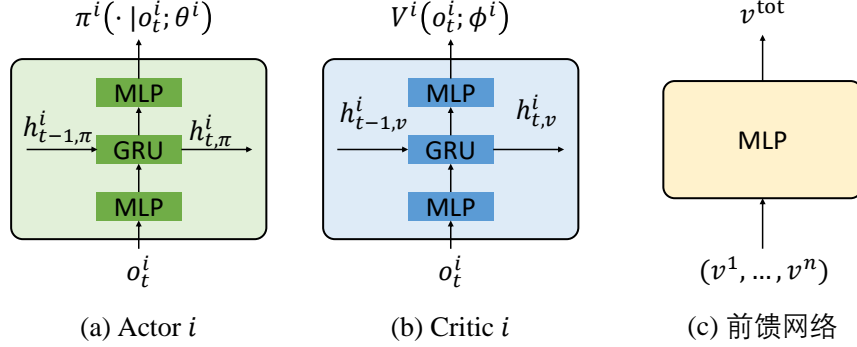 π^i(· |o_t^i; θ^i)
MLP
h_{t−1,π}^i
GRU
h_{t,π}^i
MLP
o_t^i
(a) Actor i
V^i(o_t^i; ϕ^i)
MLP
h_{t−1,v}^i
GRU
h_{t,v}^i
MLP
o_t^i
(b) Critic i
v^{tot}
MLP
(v^1, … , v^n)
(c) 前馈网络